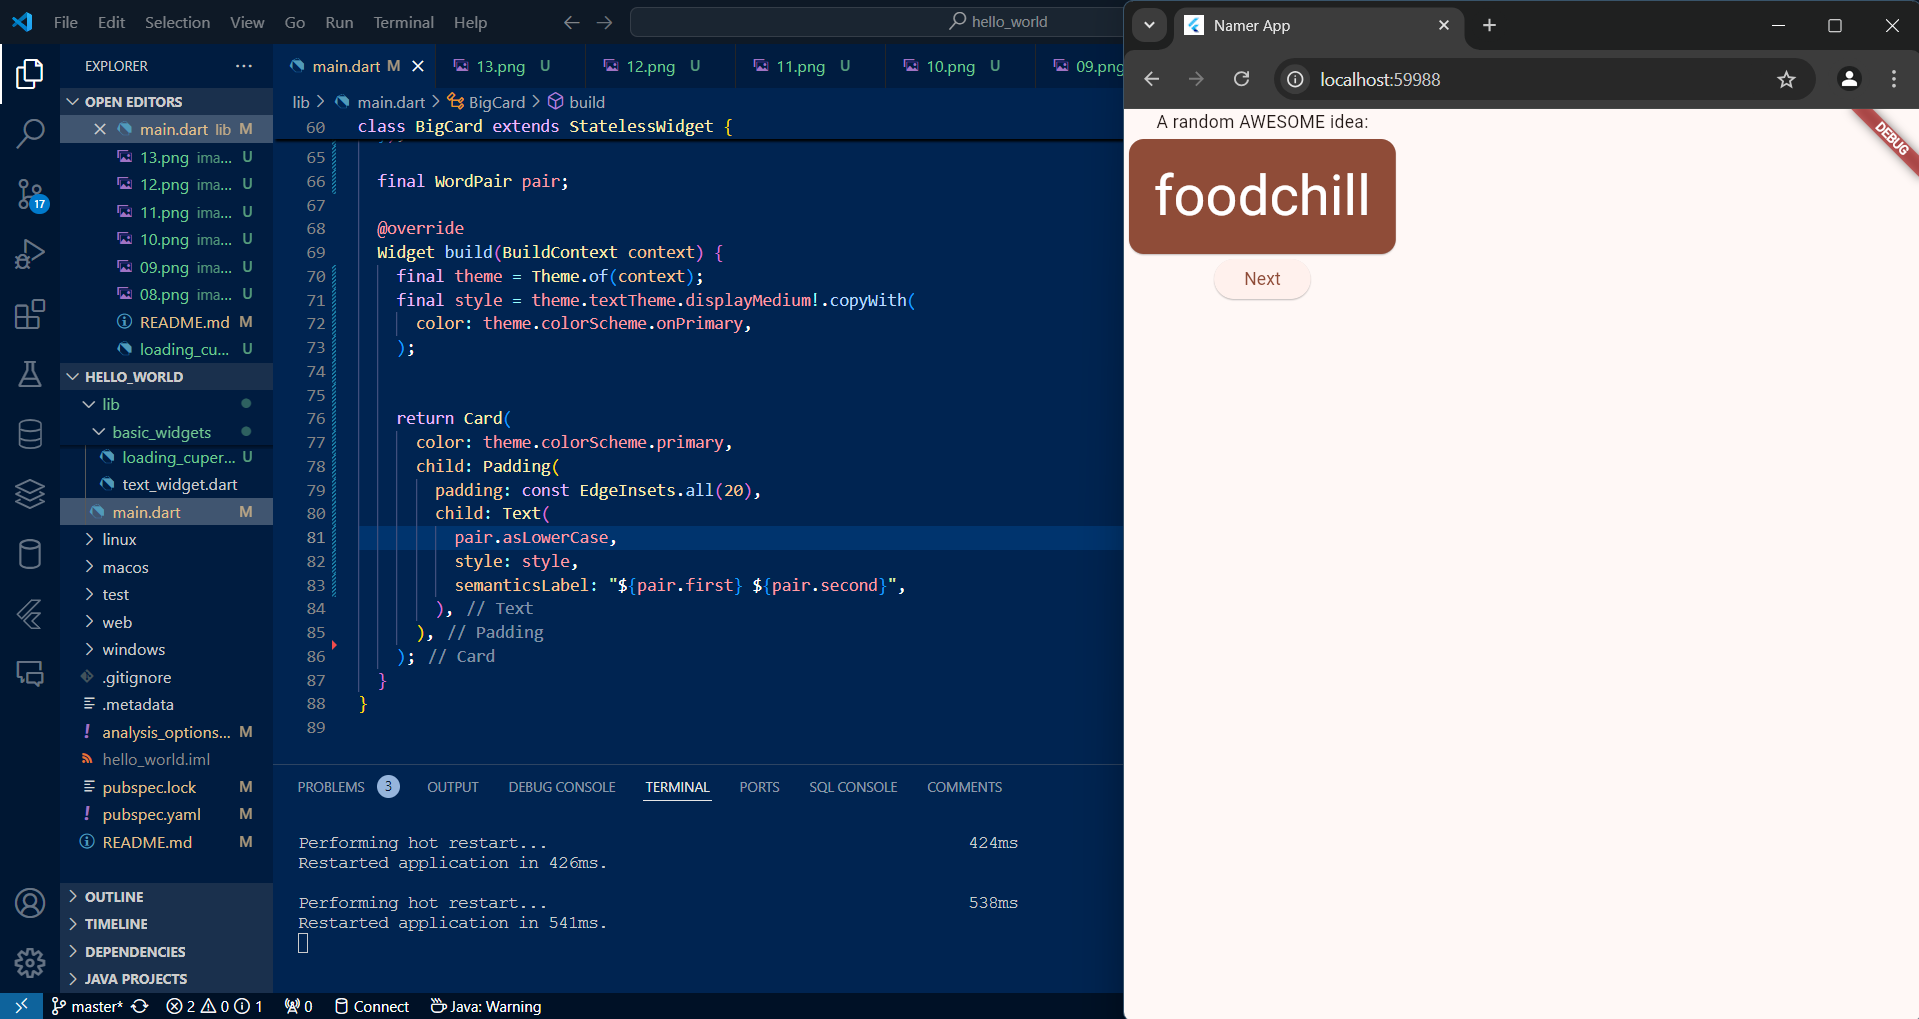 File Edit Selection View Go Run Terminal Help
hello_world
EXPLORER
OPEN EDITORS
main.dart lib M
13.png ima... U
12.png ima... U
11.png ima... U
10.png ima... U
09.png ima... U
08.png ima... U
README.md M
loading_cu... U
HELLO_WORLD
lib
basic_widgets
loading_cuper... U
text_widget.dart
main.dart M
linux
macos
test
web
windows
.gitignore
.metadata
analysis_options... M
hello_world.iml
pubspec.lock M
pubspec.yaml M
README.md M
OUTLINE
TIMELINE
DEPENDENCIES
JAVA PROJECTS
17
main.dart M 13.png U 12.png U 11.png U 10.png U 09.png
lib > main.dart > BigCard > build
60 class BigCard extends StatelessWidget {
65
66 final WordPair pair;
67
68 @override
69 Widget build(BuildContext context) {
70 final theme = Theme.of(context);
71 final style = theme.textTheme.displayMedium!.copyWith(
72 color: theme.colorScheme.onPrimary,
73 );
74
75
76 return Card(
77 color: theme.colorScheme.primary,
78 child: Padding(
79 padding: const EdgeInsets.all(20),
80 child: Text(
81 pair.asLowerCase,
82 style: style,
83 semanticsLabel: "${pair.first} ${pair.second}",
84 ), // Text
85 ), // Padding
86 ); // Card
87 }
88 }
89
PROBLEMS 3 OUTPUT DEBUG CONSOLE TERMINAL PORTS SQL CONSOLE COMMENTS
Performing hot restart... 424ms
Restarted application in 426ms.
Performing hot restart... 538ms
Restarted application in 541ms.
master* 2 0 1 0 Connect Java: Warning
Namer App
localhost:59988
A random AWESOME idea:
DEBUG
foodchill
Next